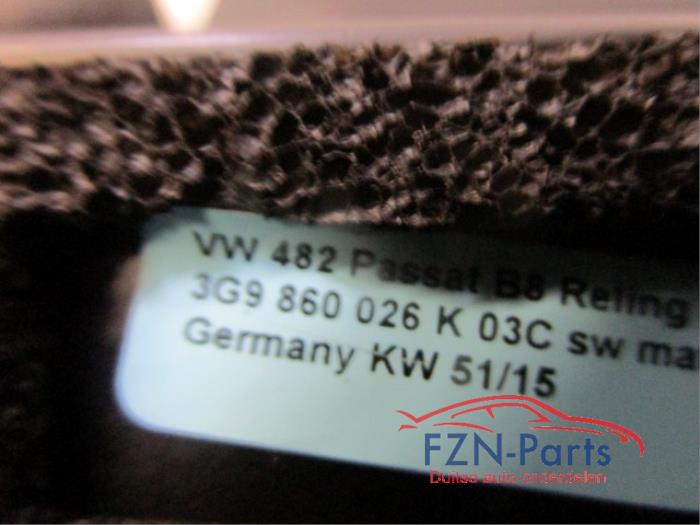 VW 482 Passat B8 Reling
3G9 860 026 K 03C sw ma
Germany KW 51/15
FZN-Parts
Duitse auto onderdelen